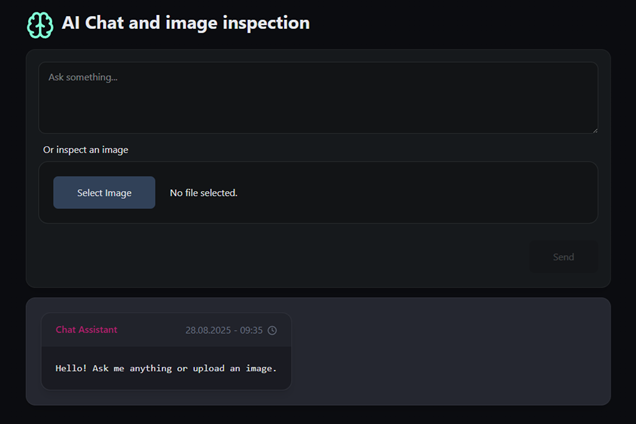 AI Chat and image inspection
Ask something...
Or inspect an image
Select Image No file selected.
Send
Chat Assistant 28.08.2025 - 09:35
Hello! Ask me anything or upload an image.